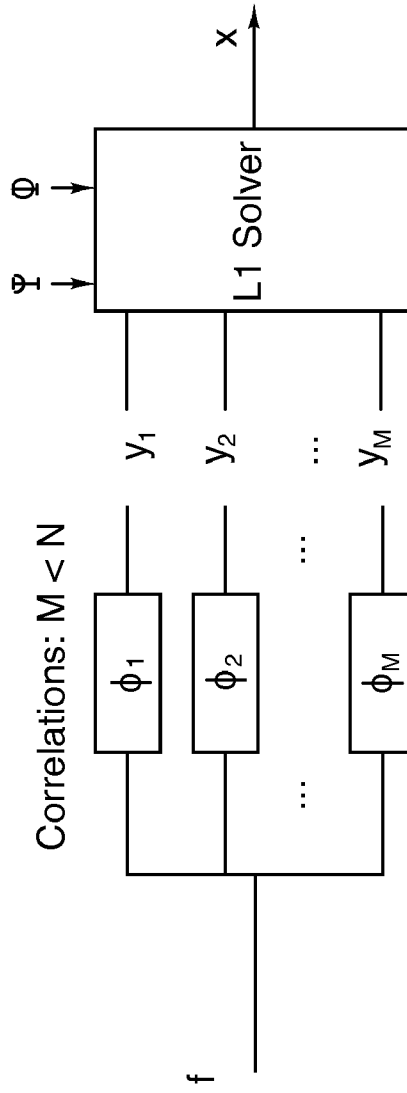 Ψ Φ
Correlations: M < N
f
ϕ1 y1
ϕ2 y2
... ... ...
ϕM yM
L1 Solver
x